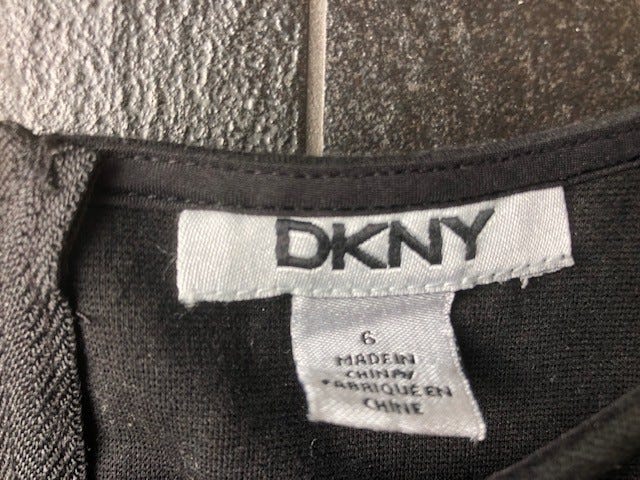 DKNY
6
MADE IN
CHINA/
FABRIQUE EN
CHINE